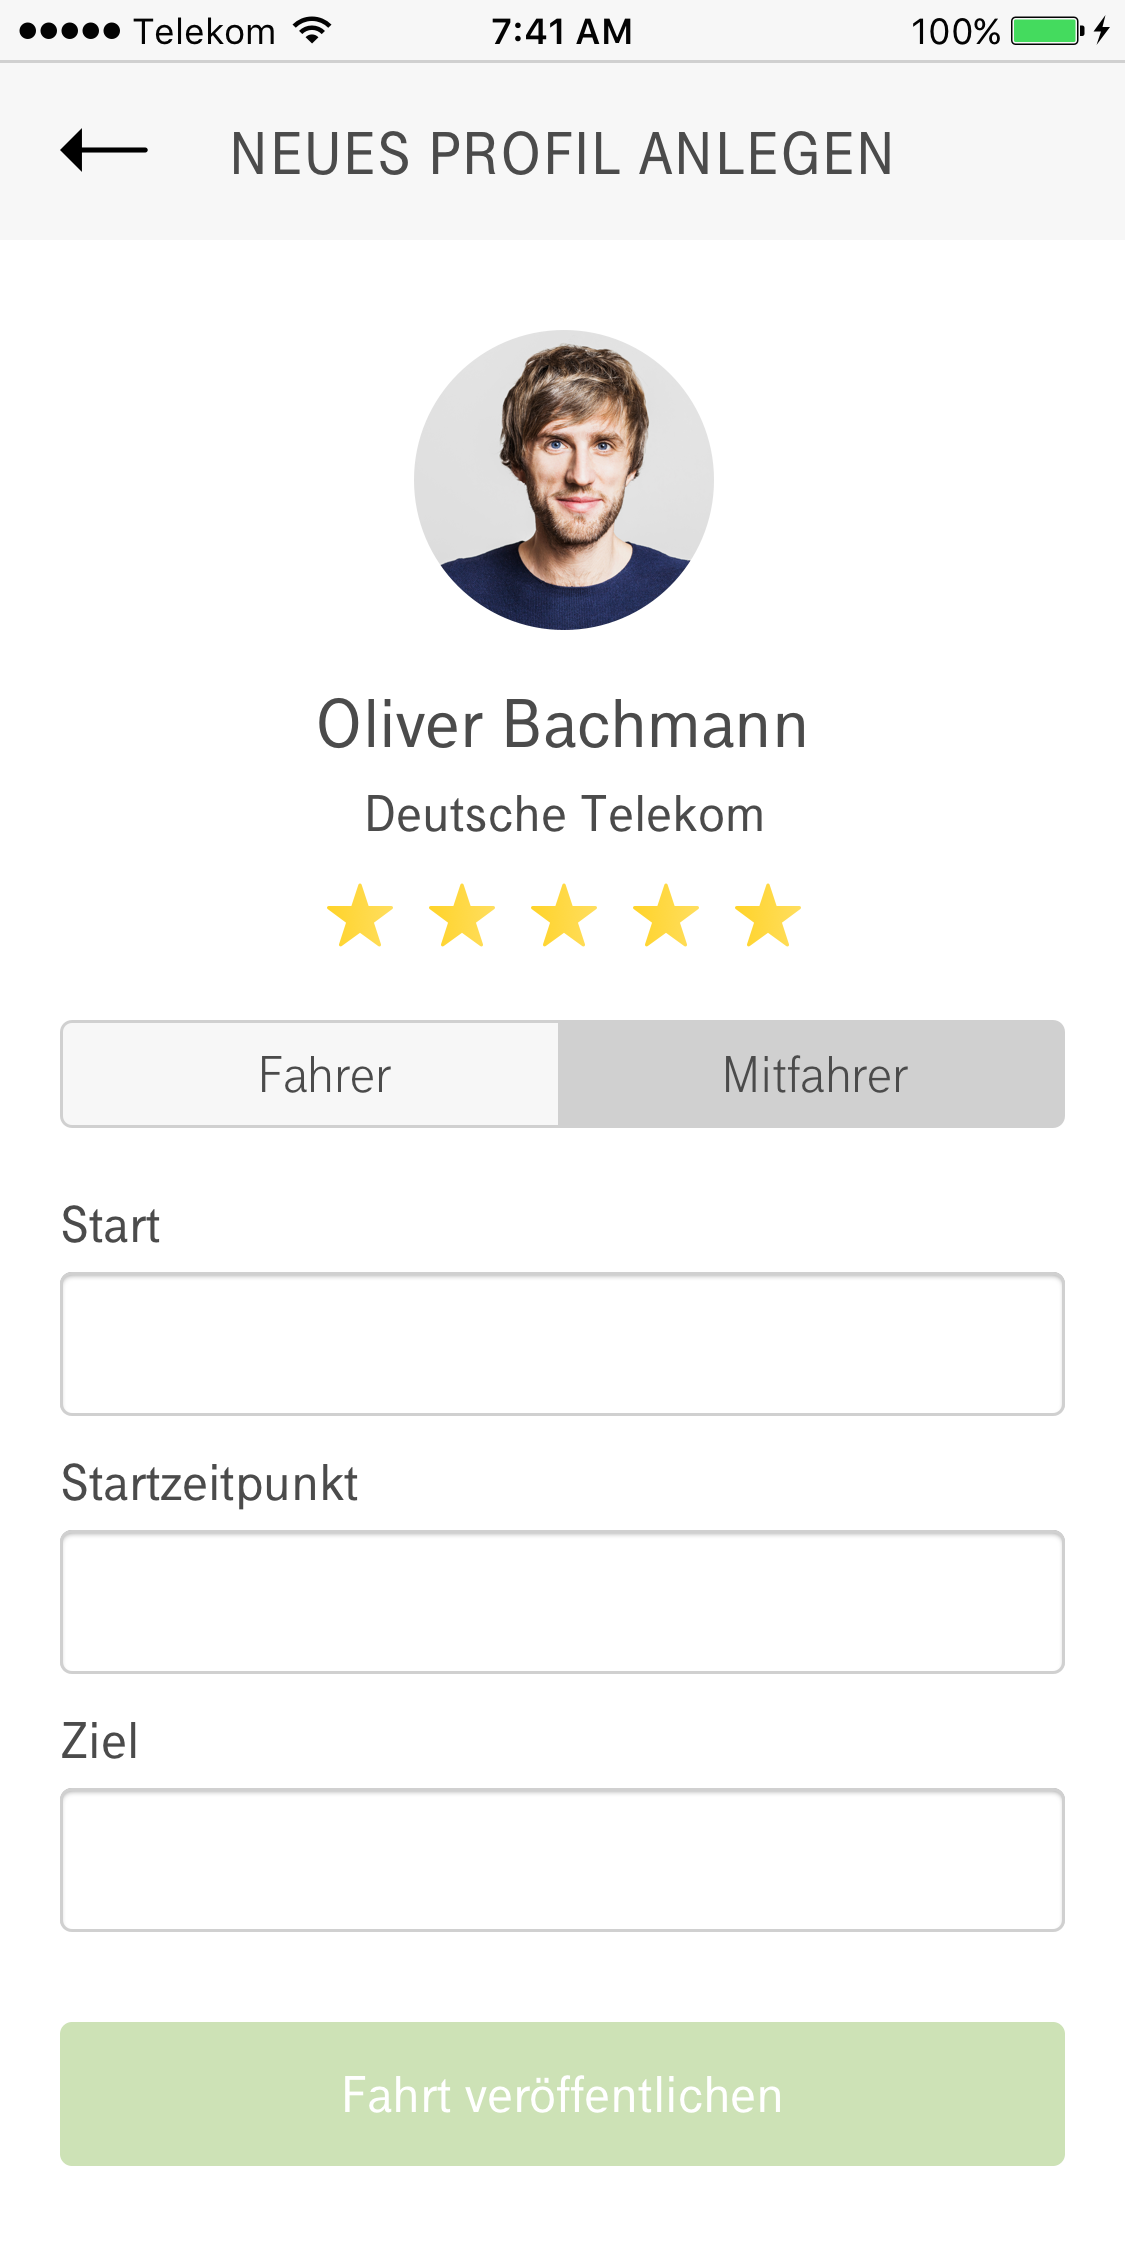 Telekom 7:41 AM 100%
NEUES PROFIL ANLEGEN
Oliver Bachmann
Deutsche Telekom
Fahrer Mitfahrer
Start
Startzeitpunkt
Ziel
Fahrt veröffentlichen